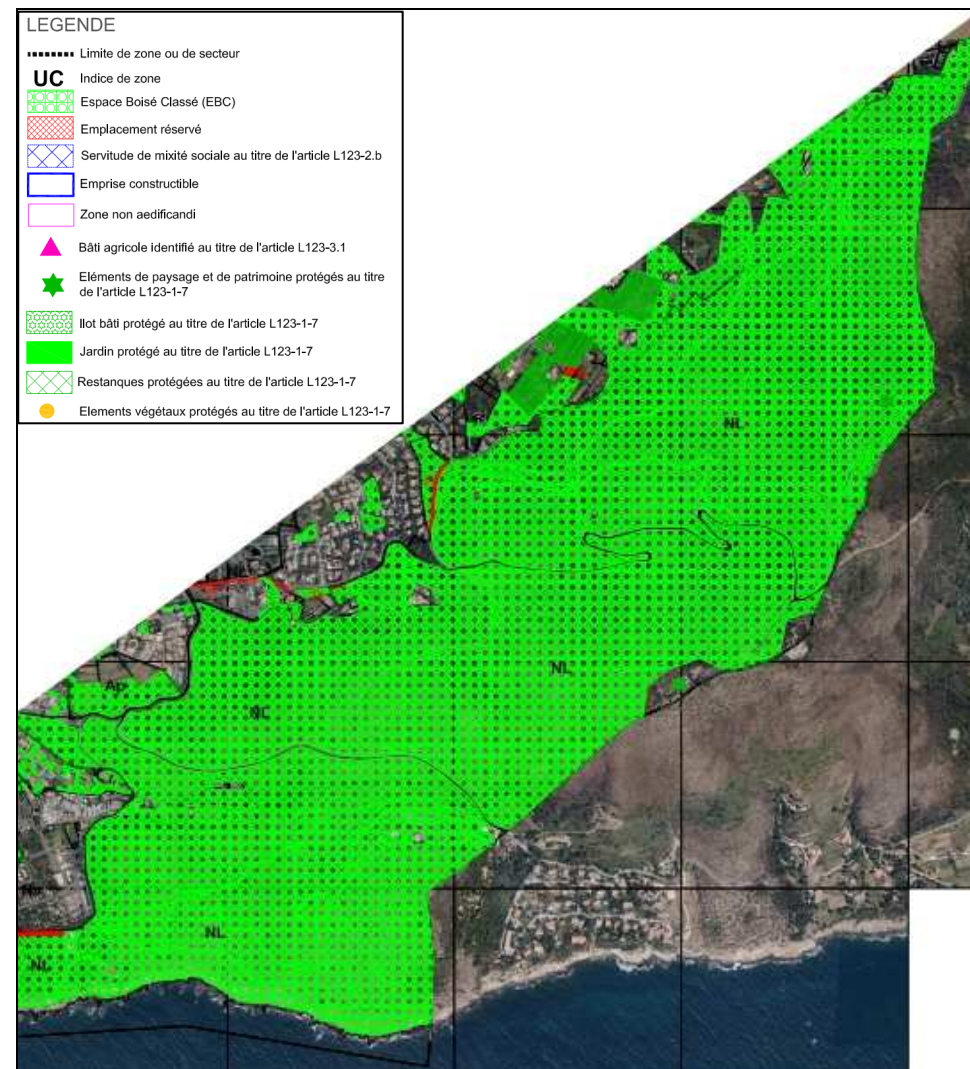 LEGENDE
Limite de zone ou de secteur
UC Indice de zone
Espace Boisé Classé (EBC)
Emplacement réservé
Servitude de mixité sociale au titre de l'article L123-2.b
Emprise constructible
Zone non aedificandi
Bâti agricole identifié au titre de l'article L123-3.1
Eléments de paysage et de patrimoine protégés au titre
de l'article L123-1-7
Ilot bâti protégé au titre de l'article L123-1-7
Jardin protégé au titre de l'article L123-1-7
Restanques protégées au titre de l'article L123-1-7
Elements végétaux protégés au titre de l'article L123-1-7
NL
NL
Ap
NL
NL
NL